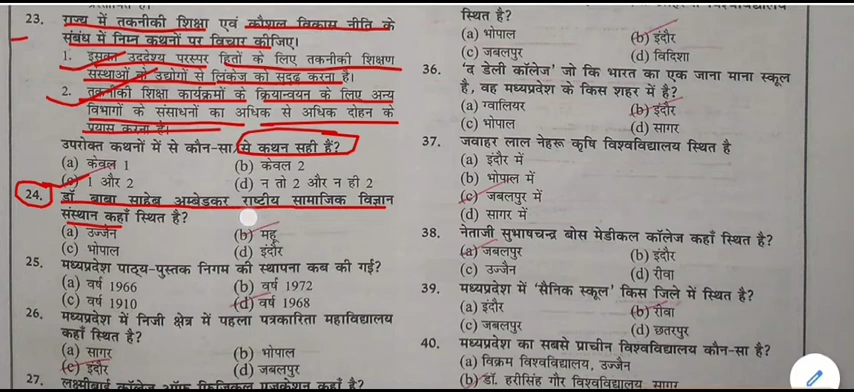 23. राज्य में तकनीकी शिक्षा एवं कौशल विकास नीति के
संबंध में निम्न कथनों पर विचार कीजिए।
1. इसका उद्देश्य परस्पर हितों के लिए तकनीकी शिक्षण
संस्थाओं को उद्योगों से लिंकेज को सुदृढ़ करना है।
2. तकनीकी शिक्षा कार्यक्रमों के क्रियान्वयन के लिए अन्य
विभागों के संसाधनों का अधिक से अधिक दोहन के
प्रयास करना है।
उपरोक्त कथनों में से कौन-सा/से कथन सही हैं?
(a) केवल 1 (b) केवल 2
(c) 1 और 2 (d) न तो 2 और न ही 2
24. डॉ बाबा साहेब अम्बेडकर राष्टीय सामाजिक विज्ञान
संस्थान कहाँ स्थित है?
(a) उज्जैन (b) महू
(c) भोपाल (d) इंदौर
25. मध्यप्रदेश पाठ्य-पुस्तक निगम की स्थापना कब की गई?
(a) वर्ष 1966 (b) वर्ष 1972
(c) वर्ष 1910 (d) वर्ष 1968
26. मध्यप्रदेश में निजी क्षेत्र में पहला पत्रकारिता महाविद्यालय
कहाँ स्थित है?
(a) सागर (b) भोपाल
(c) इंदौर (d) जबलपुर
27. लक्ष्मीबाई कॉलेज ऑफ फिजिकल एजुकेशन कहाँ है?
स्थित है?
(a) भोपाल (b) इंदौर
(c) जबलपुर (d) विदिशा
36. 'द डेली कॉलेज' जो कि भारत का एक जाना माना स्कूल
है, वह मध्यप्रदेश के किस शहर में है?
(a) ग्वालियर (b) इंदौर
(c) भोपाल (d) सागर
37. जवाहर लाल नेहरू कृषि विश्वविद्यालय स्थित है
(a) इंदौर में
(b) भोपाल में
(c) जबलपुर में
(d) सागर में
38. नेताजी सुभाषचन्द्र बोस मेडीकल कॉलेज कहाँ स्थित है?
(a) जबलपुर (b) इंदौर
(c) उज्जैन (d) रीवा
39. मध्यप्रदेश में 'सैनिक स्कूल' किस जिले में स्थित है?
(a) इंदौर (b) रीवा
(c) जबलपुर (d) छतरपुर
40. मध्यप्रदेश का सबसे प्राचीन विश्वविद्यालय कौन-सा है?
(a) विक्रम विश्वविद्यालय, उज्जैन
(b) डॉ. हरीसिंह गौर विश्वविद्यालय, सागर